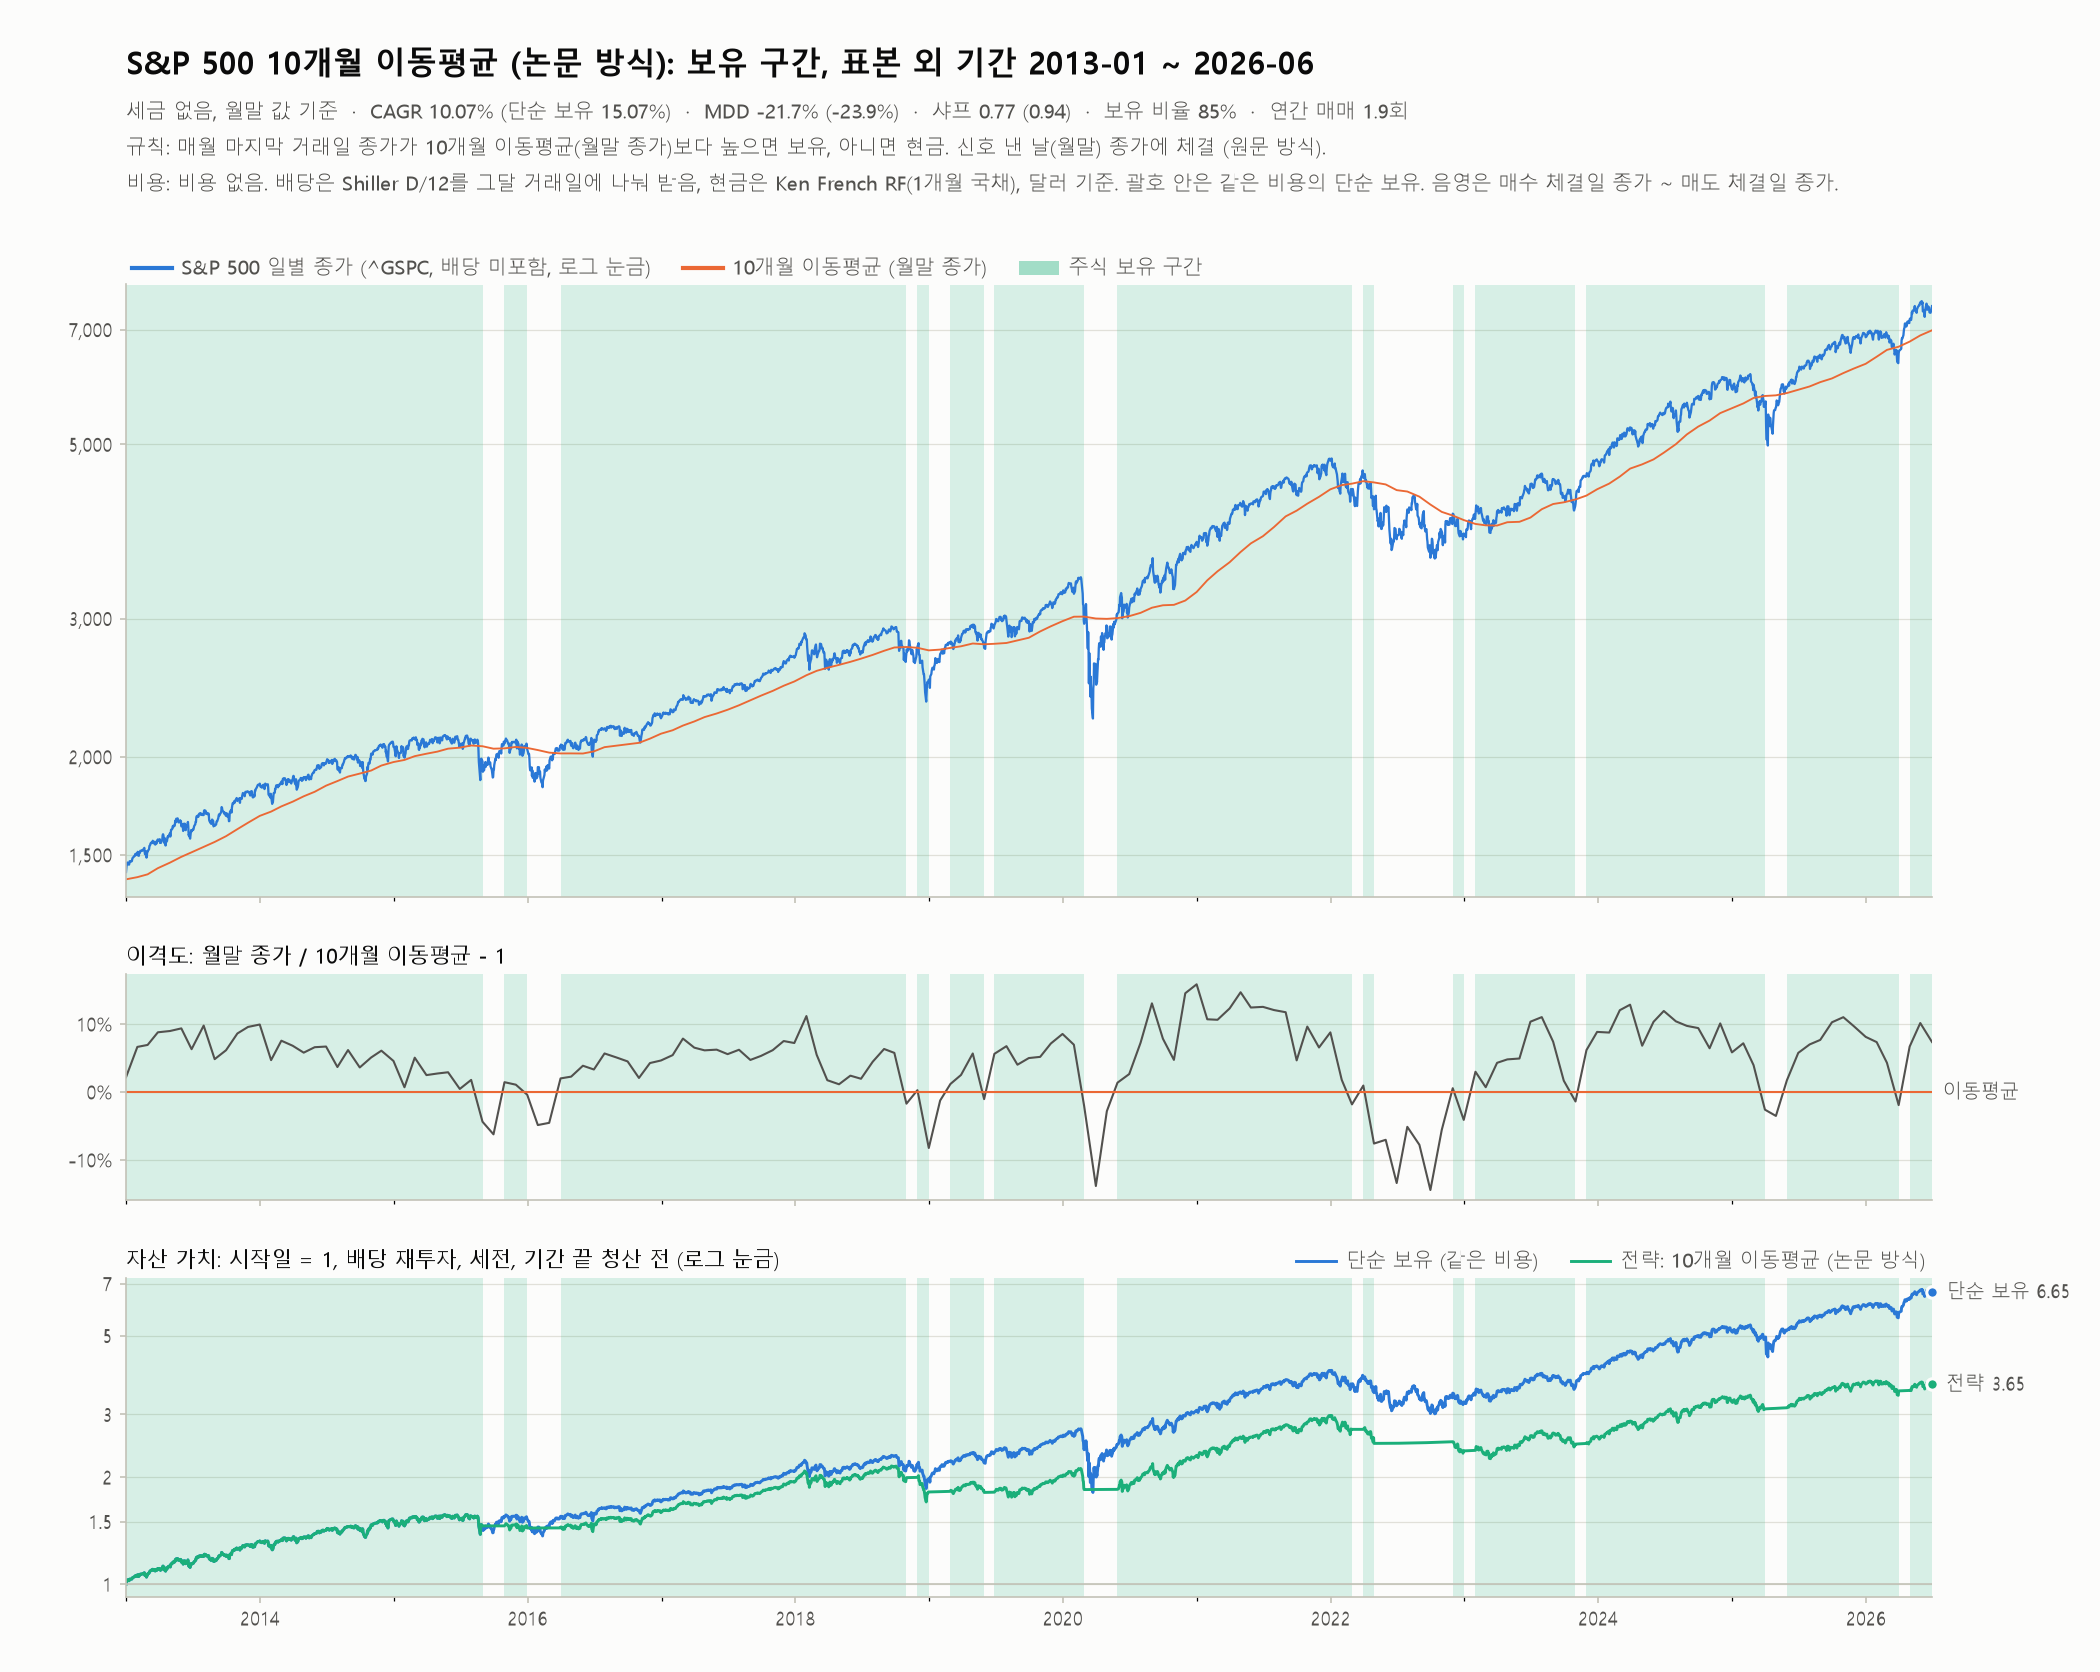 S&P 500 10개월 이동평균 (논문 방식): 보유 구간, 표본 외 기간 2013-01 ~ 2026-06
세금 없음, 월말 값 기준 · CAGR 10.07% (단순 보유 15.07%) · MDD -21.7% (-23.9%) · 샤프 0.77 (0.94) · 보유 비율 85% · 연간 매매 1.9회
규칙: 매월 마지막 거래일 종가가 10개월 이동평균(월말 종가)보다 높으면 보유, 아니면 현금. 신호 낸 날(월말) 종가에 체결 (원문 방식).
비용: 비용 없음. 배당은 Shiller D/12를 그달 거래일에 나눠 받음, 현금은 Ken French RF(1개월 국채), 달러 기준. 괄호 안은 같은 비용의 단순 보유. 음영은 매수 체결일 종가 ~ 매도 체결일 종가.
S&P 500 일별 종가 (^GSPC, 배당 미포함, 로그 눈금) 10개월 이동평균 (월말 종가) 주식 보유 구간
7,000
5,000
3,000
2,000
1,500
이격도: 월말 종가 / 10개월 이동평균 - 1
10%
0%
-10%
이동평균
자산 가치: 시작일 = 1, 배당 재투자, 세전, 기간 끝 청산 전 (로그 눈금)
단순 보유 (같은 비용) 전략: 10개월 이동평균 (논문 방식)
7
5
3
2
1.5
1
단순 보유 6.65
전략 3.65
2014 2016 2018 2020 2022 2024 2026